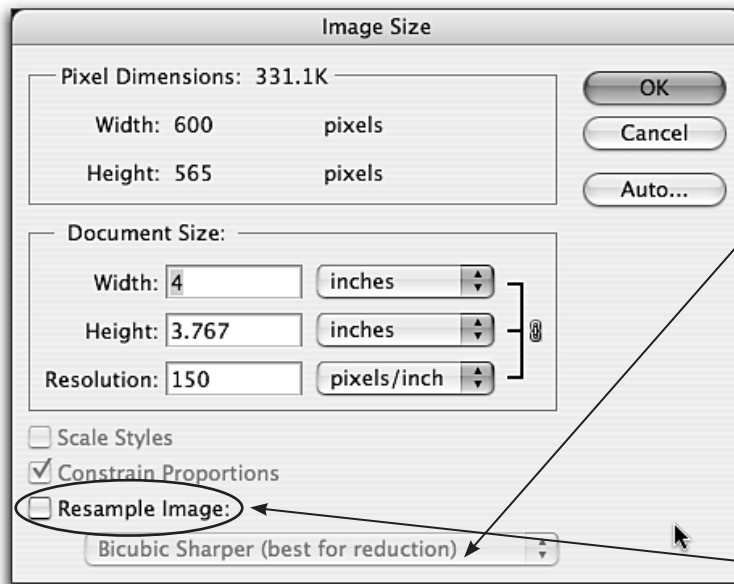 Image Size
Pixel Dimensions: 331.1K
OK
Width: 600 pixels
Cancel
Height: 565 pixels
Auto...
Document Size:
Width: 4 inches
Height: 3.767 inches
Resolution: 150 pixels/inch
Scale Styles
Constrain Proportions
Resample Image:
Bicubic Sharper (best for reduction)